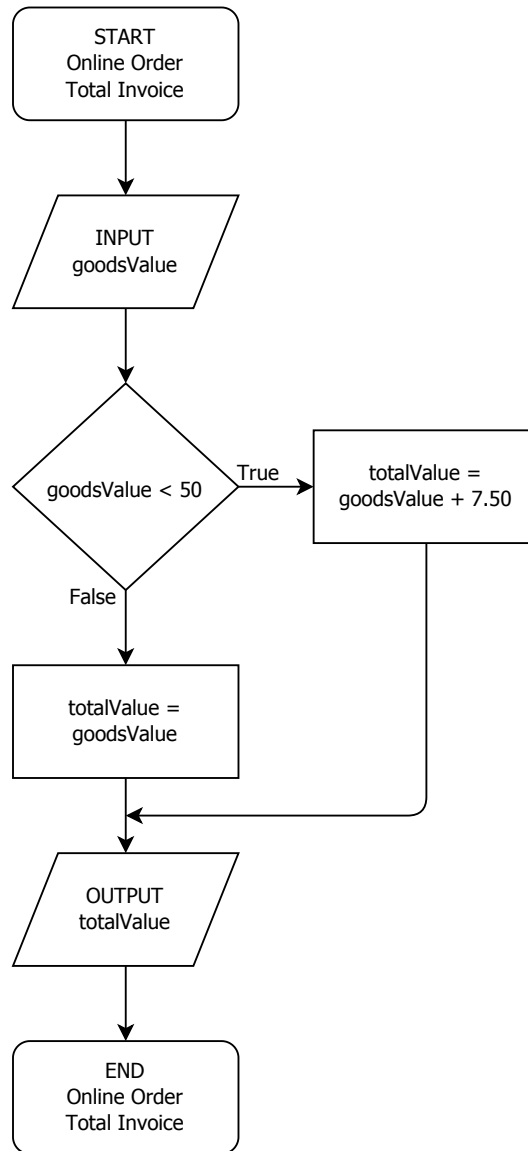 START
Online Order
Total Invoice
INPUT
goodsValue
goodsValue < 50
True
totalValue =
goodsValue + 7.50
False
totalValue =
goodsValue
OUTPUT
totalValue
END
Online Order
Total Invoice